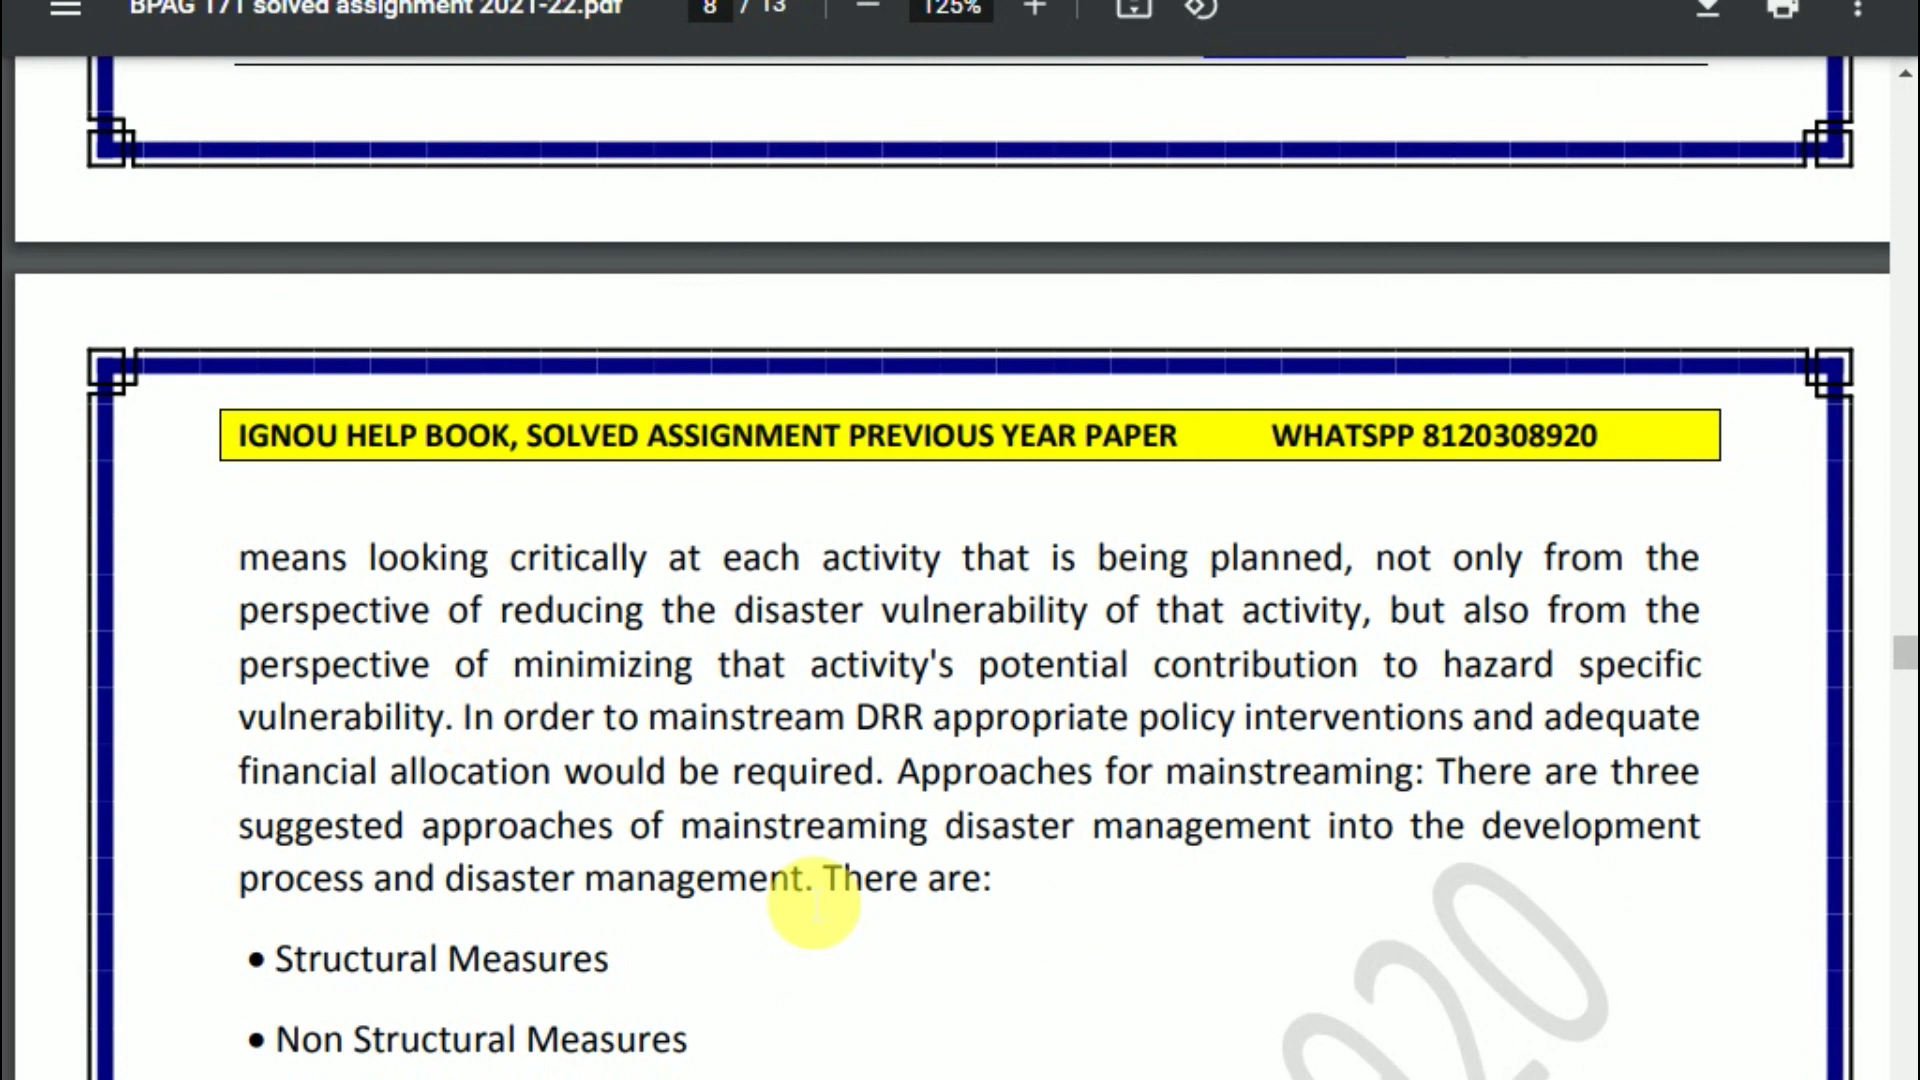 BPAG 171 solved assignment 2021-22.pdf 8 / 13 125%
IGNOU HELP BOOK, SOLVED ASSIGNMENT PREVIOUS YEAR PAPER WHATSPP 8120308920
means looking critically at each activity that is being planned, not only from the
perspective of reducing the disaster vulnerability of that activity, but also from the
perspective of minimizing that activity's potential contribution to hazard specific
vulnerability. In order to mainstream DRR appropriate policy interventions and adequate
financial allocation would be required. Approaches for mainstreaming: There are three
suggested approaches of mainstreaming disaster management into the development
process and disaster management. There are:
• Structural Measures
• Non Structural Measures
020